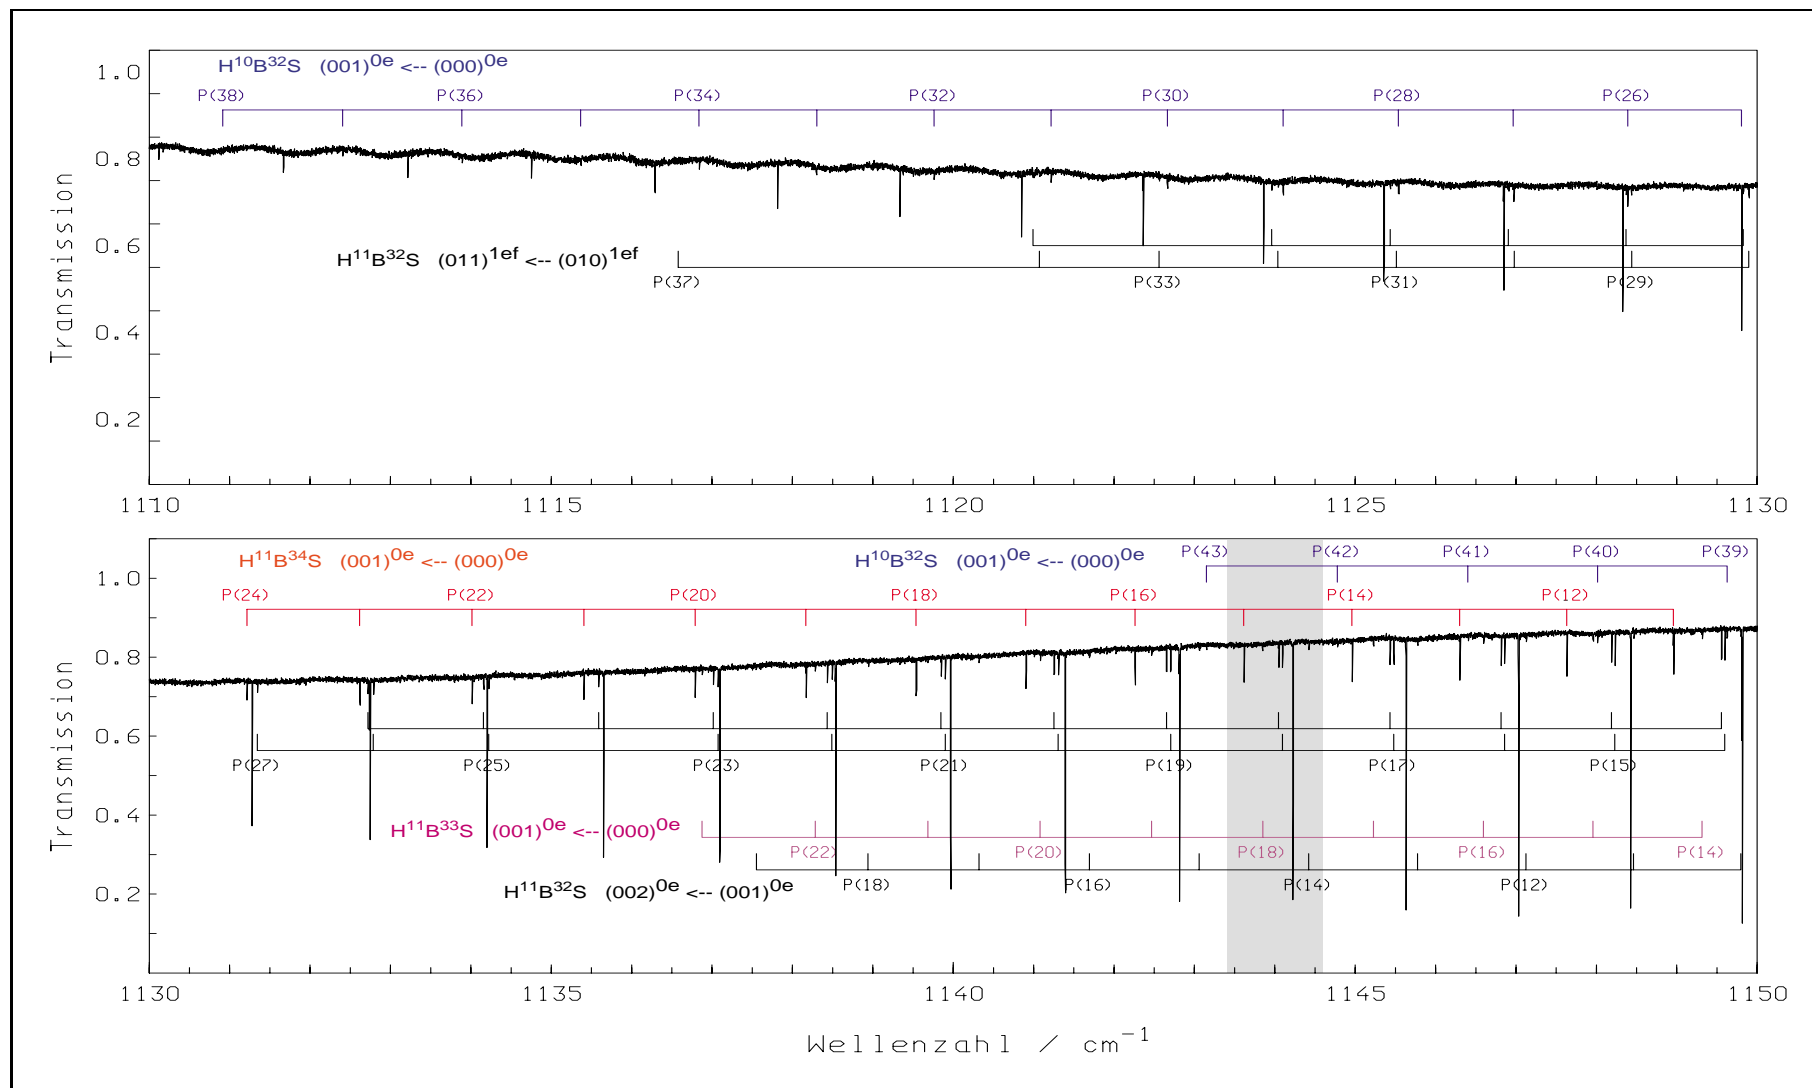 1.0
0.8
0.6
0.4
0.2
Transmission
H10B32S (001)0e <-- (000)0e
P(38) P(36) P(34) P(32) P(30) P(28) P(26)
H11B32S (011)1ef <-- (010)1ef
P(37) P(33) P(31) P(29)
1110 1115 1120 1125 1130
1.0
0.8
0.6
0.4
0.2
Transmission
H11B34S (001)0e <-- (000)0e
H10B32S (001)0e <-- (000)0e
P(43) P(42) P(41) P(40) P(39)
P(24) P(22) P(20) P(18) P(16) P(14) P(12)
P(27) P(25) P(23) P(21) P(19) P(17) P(15)
H11B33S (001)0e <-- (000)0e
P(22) P(20) P(18) P(16) P(14)
H11B32S (002)0e <-- (001)0e
P(18) P(16) P(14) P(12)
1130 1135 1140 1145 1150
Wellenzahl / cm−1